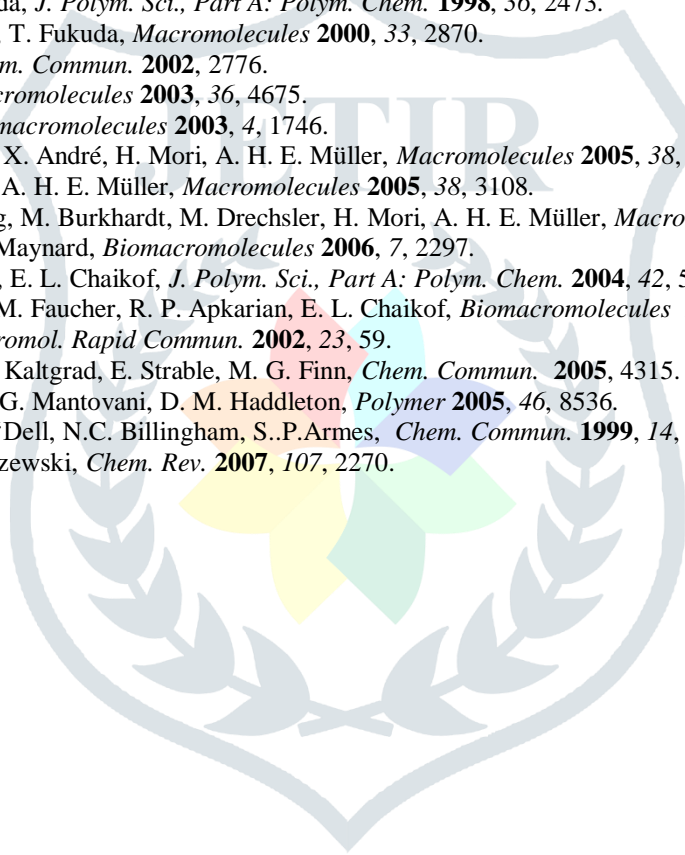 da, J. Polym. Sci., Part A: Polym. Chem. 1998, 36, 2473.
, T. Fukuda, Macromolecules 2000, 33, 2870.
m. Commun. 2002, 2776.
cromolecules 2003, 36, 4675.
macromolecules 2003, 4, 1746.
X. André, H. Mori, A. H. E. Müller, Macromolecules 2005, 38,
A. H. E. Müller, Macromolecules 2005, 38, 3108.
g, M. Burkhardt, M. Drechsler, H. Mori, A. H. E. Müller, Macro
Maynard, Biomacromolecules 2006, 7, 2297.
, E. L. Chaikof, J. Polym. Sci., Part A: Polym. Chem. 2004, 42, 5
M. Faucher, R. P. Apkarian, E. L. Chaikof, Biomacromolecules
romol. Rapid Commun. 2002, 23, 59.
Kaltgrad, E. Strable, M. G. Finn, Chem. Commun. 2005, 4315.
G. Mantovani, D. M. Haddleton, Polymer 2005, 46, 8536.
Dell, N.C. Billingham, S..P.Armes, Chem. Commun. 1999, 14,
zewski, Chem. Rev. 2007, 107, 2270.
JETIR